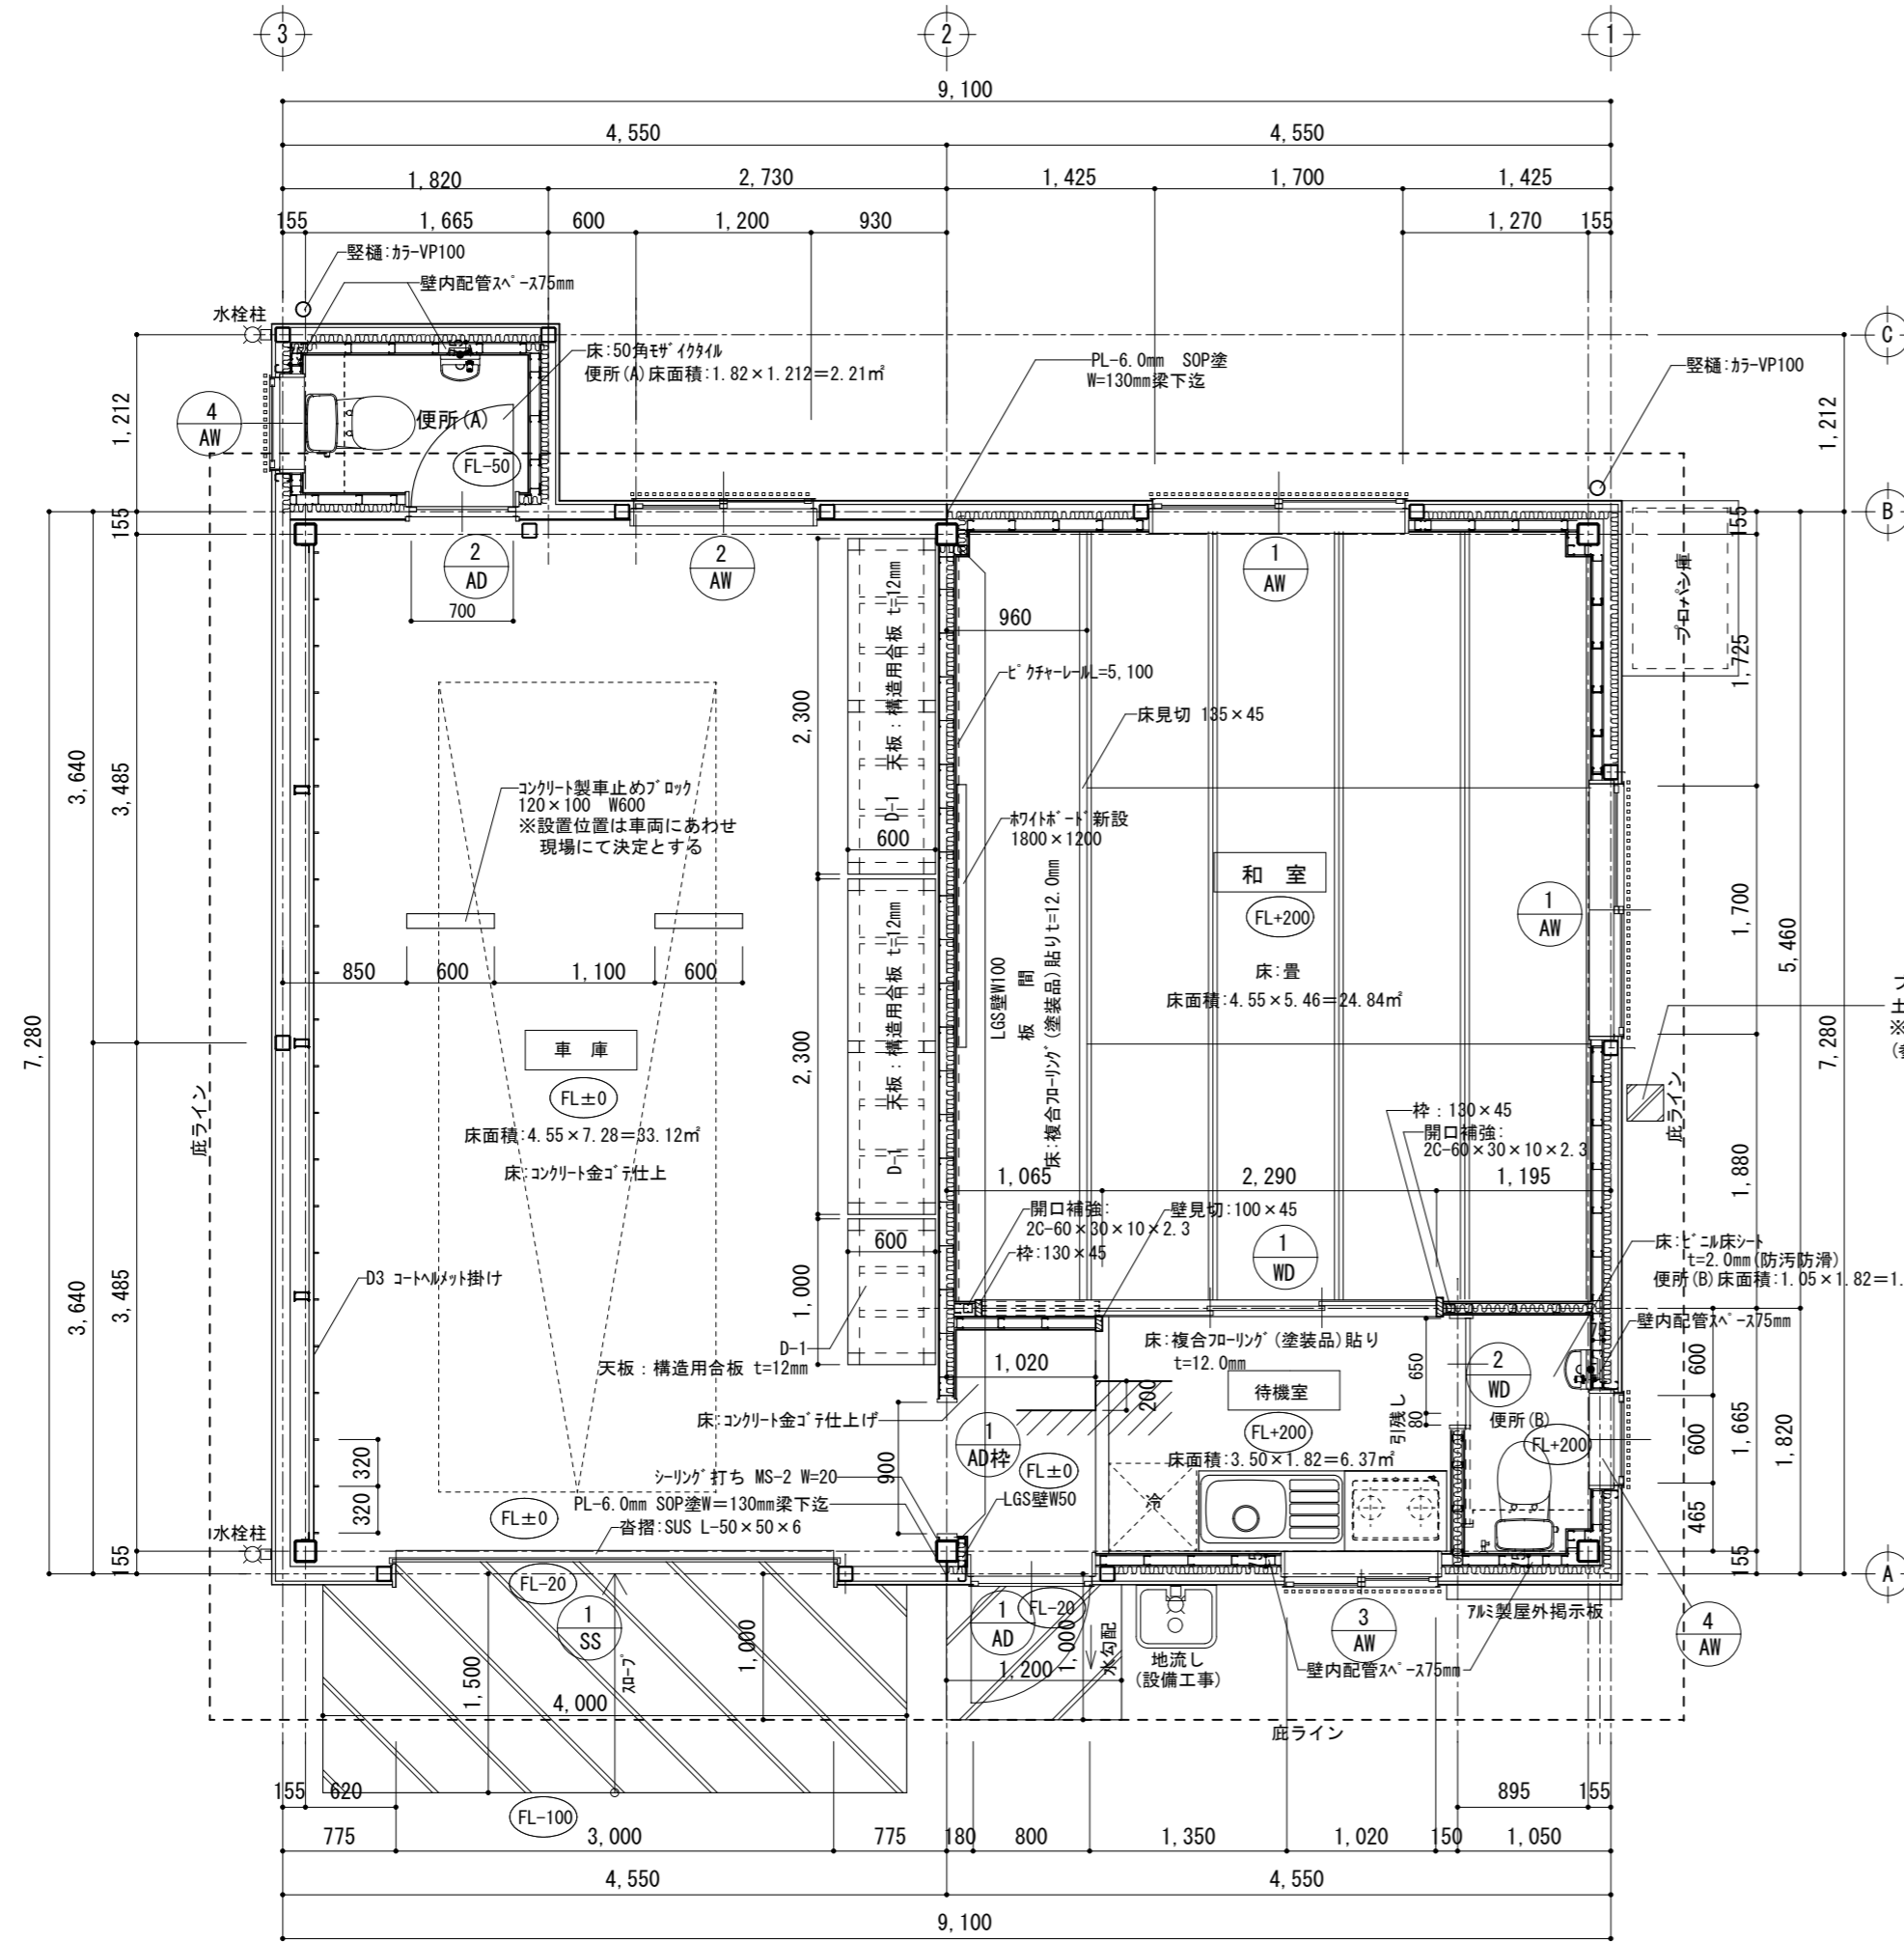 3
2
1
9,100
4,550
4,550
1,820
2,730
1,425
1,700
1,425
155
1,665
600
1,200
930
1,270
155
竪樋:ｶﾗｰVP100
壁内配管ｽﾍﾟｰｽ75mm
水栓柱
床:50角ﾓｻﾞｲｸﾀｲﾙ
便所(A)床面積:1.82×1.212=2.21㎡
PL-6.0mm SOP塗
W=130mm梁下迄
竪樋:ｶﾗｰVP100
C
1,212
1,212
4
AW
便所(A)
FL-50
B
155
155
2
AD
2
AW
1
AW
700
プロパン庫
1,725
天板：構造用合板 t=12mm
D-1
960
ﾋﾟｸﾁｬｰﾚｰﾙL=5,100
床見切 135×45
2,300
3,640
3,485
ｺﾝｸﾘｰﾄ製車止めﾌﾞﾛｯｸ
120×100 W600
※設置位置は車両にあわせ
現場にて決定とする
600
ﾎﾜｲﾄﾎﾞｰﾄﾞ新設
1800×1200
和 室
FL+200
1
AW
1,700
5,460
床:畳
床面積:4.55×5.46=24.84㎡
850
600
1,100
600
LGS壁W100
板 間
床:複合ﾌﾛｰﾘﾝｸﾞ(塗装品)貼りt=12.0mm
天板：構造用合板 t=12mm
D-1
2,300
7,280
7,280
車 庫
FL±0
床面積:4.55×7.28=33.12㎡
床:ｺﾝｸﾘｰﾄ金ｺﾞﾃ仕上
庇ライン
庇ライン
土
※
枠：130×45
開口補強:
2C-60×30×10×2.3
1,065
2,290
1,195
1,880
開口補強:
2C-60×30×10×2.3
壁見切:100×45
枠:130×45
600
1
WD
床:ﾋﾞﾆﾙ床ｼｰﾄ
t=2.0mm(防汚防滑)
便所(B)床面積:1.05×1.82=1.
壁内配管ｽﾍﾟｰｽ75mm
D3 ｺｰﾄﾍﾙﾒｯﾄ掛け
3,640
3,485
1,000
D-1
天板：構造用合板 t=12mm
床:ｺﾝｸﾘｰﾄ金ｺﾞﾃ仕上げ
1,020
200
床:複合ﾌﾛｰﾘﾝｸﾞ(塗装品)貼り
t=12.0mm
650
待機室
FL+200
床面積:3.50×1.82=6.37㎡
80
引残し
2
WD
便所(B)
FL+200
75
600
600
465
1,665
1,820
1
AD枠
FL±0
900
320
320
ｼｰﾘﾝｸﾞ打ち MS-2 W=20
LGS壁W50
PL-6.0mm SOP塗W=130mm梁下迄
沓摺:SUS L-50×50×6
冷
FL±0
水栓柱
155
155
A
75
75
FL-20
1
SS
ｽﾛｰﾌﾟ
1,500
4,000
1,000
1
AD
FL-20
1,000
1,200
水勾配
地流し
(設備工事)
3
AW
ｱﾙﾐ製屋外掲示板
4
AW
壁内配管ｽﾍﾟｰｽ75mm
庇ライン
155
620
FL-100
895
155
775
3,000
775
180
800
1,350
1,020
150
1,050
4,550
4,550
9,100